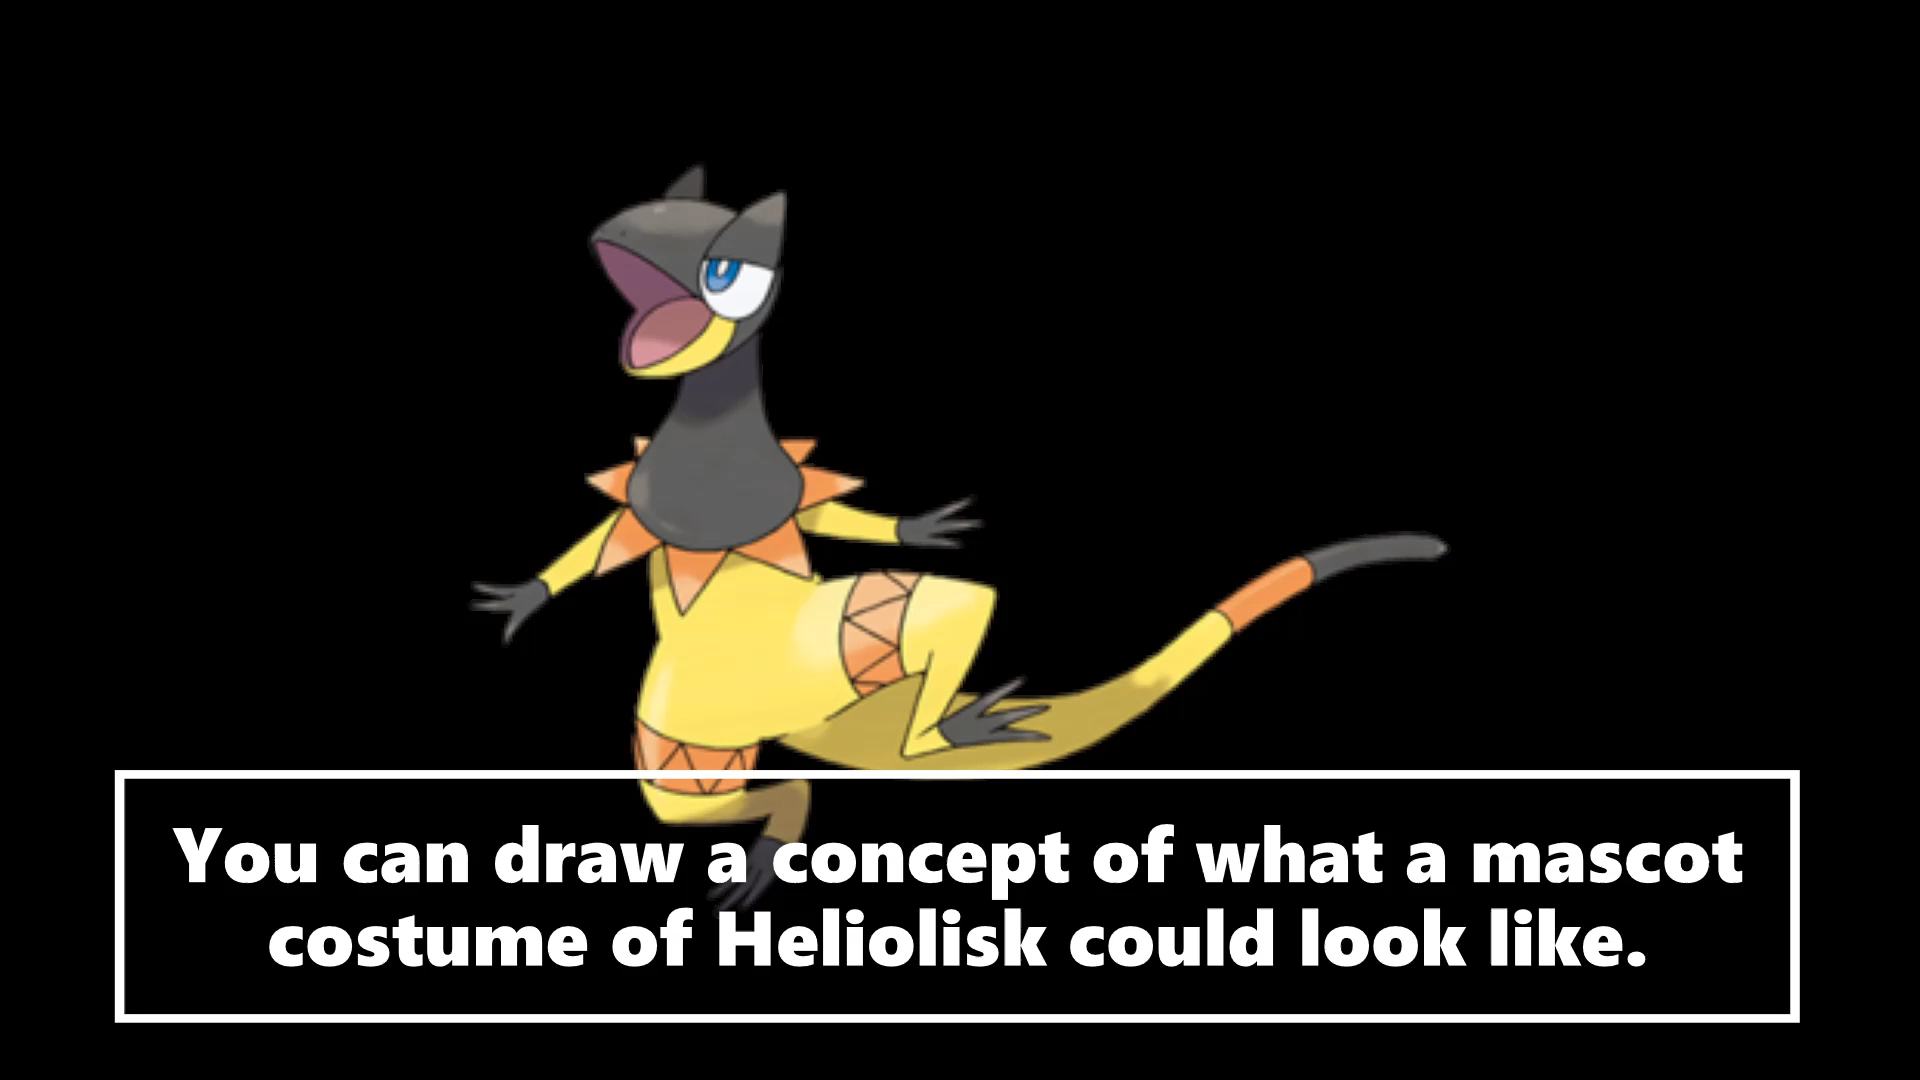 You can draw a concept of what a mascot
costume of Heliolisk could look like.